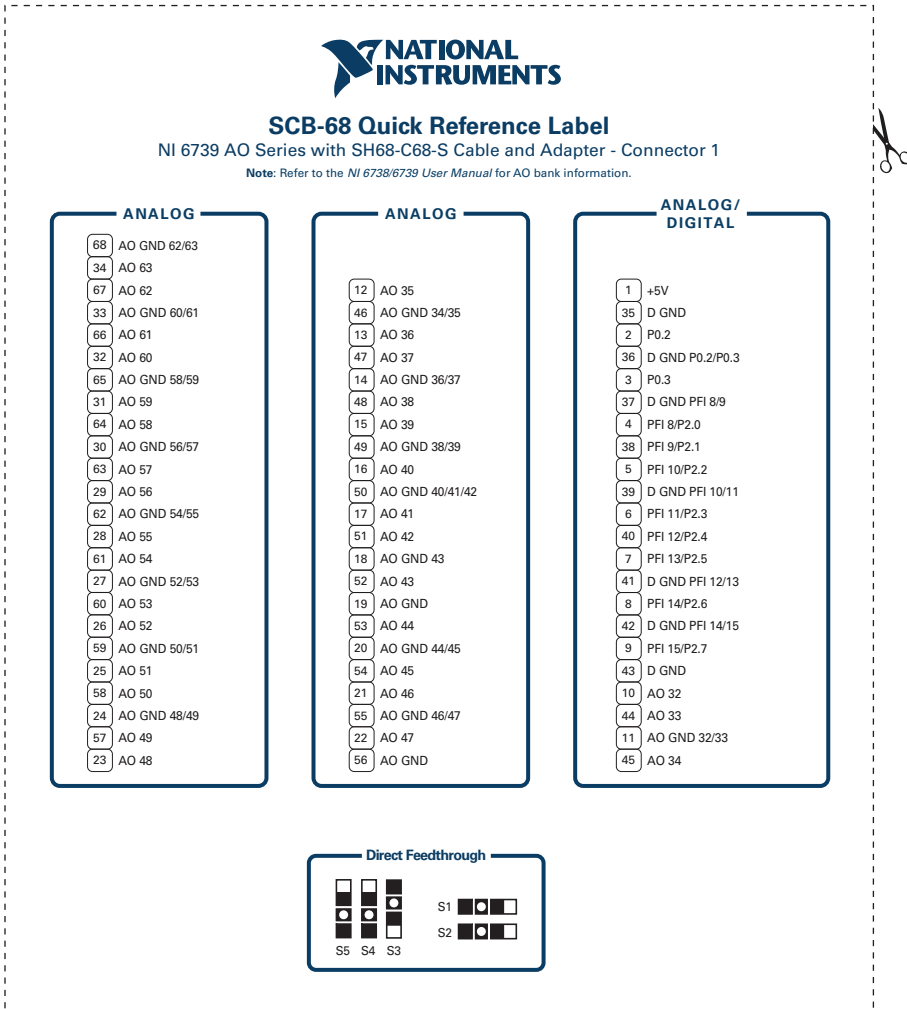 NATIONAL
INSTRUMENTS
SCB-68 Quick Reference Label
NI 6739 AO Series with SH68-C68-S Cable and Adapter - Connector 1
Note: Refer to the NI 6738/6739 User Manual for AO bank information.
ANALOG
68 AO GND 62/63
34 AO 63
67 AO 62
33 AO GND 60/61
66 AO 61
32 AO 60
65 AO GND 58/59
31 AO 59
64 AO 58
30 AO GND 56/57
63 AO 57
29 AO 56
62 AO GND 54/55
28 AO 55
61 AO 54
27 AO GND 52/53
60 AO 53
26 AO 52
59 AO GND 50/51
25 AO 51
58 AO 50
24 AO GND 48/49
57 AO 49
23 AO 48
ANALOG
12 AO 35
46 AO GND 34/35
13 AO 36
47 AO 37
14 AO GND 36/37
48 AO 38
15 AO 39
49 AO GND 38/39
16 AO 40
50 AO GND 40/41/42
17 AO 41
51 AO 42
18 AO GND 43
52 AO 43
19 AO GND
53 AO 44
20 AO GND 44/45
54 AO 45
21 AO 46
55 AO GND 46/47
22 AO 47
56 AO GND
ANALOG/
DIGITAL
1 +5V
35 D GND
2 P0.2
36 D GND P0.2/P0.3
3 P0.3
37 D GND PFI 8/9
4 PFI 8/P2.0
38 PFI 9/P2.1
5 PFI 10/P2.2
39 D GND PFI 10/11
6 PFI 11/P2.3
40 PFI 12/P2.4
7 PFI 13/P2.5
41 D GND PFI 12/13
8 PFI 14/P2.6
42 D GND PFI 14/15
9 PFI 15/P2.7
43 D GND
10 AO 32
44 AO 33
11 AO GND 32/33
45 AO 34
Direct Feedthrough
S5 S4 S3
S1
S2